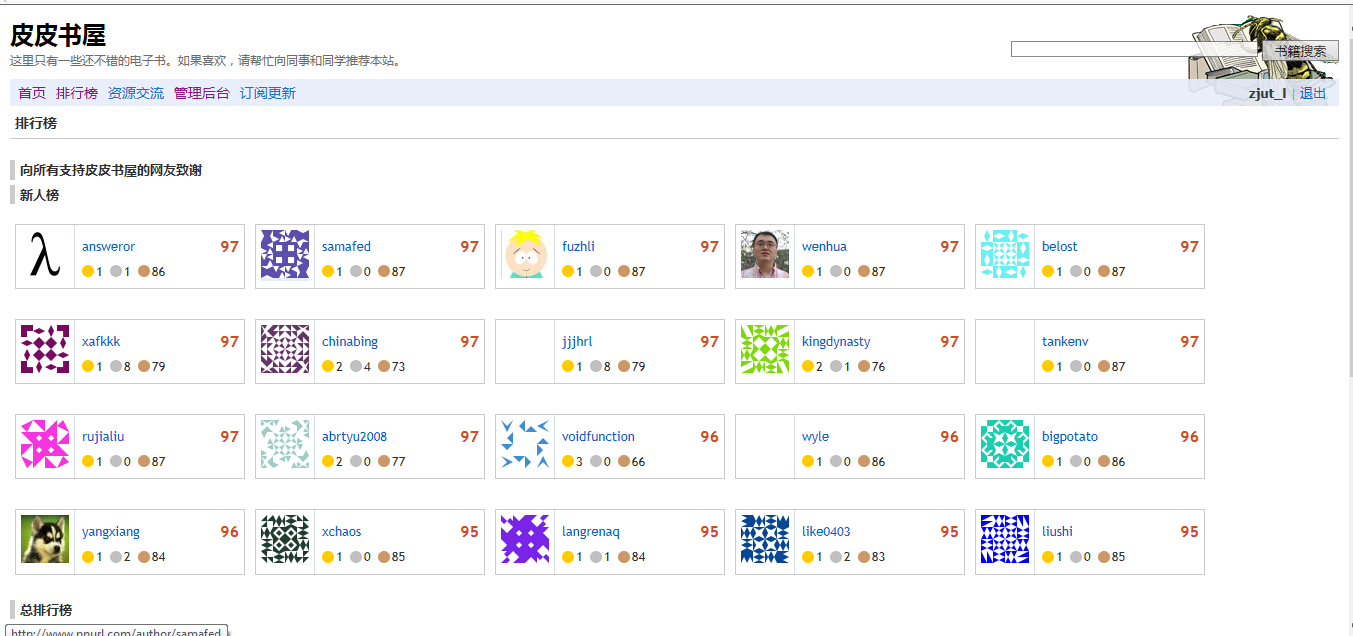 皮皮书屋
这里只有一些还不错的电子书。如果喜欢，请帮忙向同事和同学推荐本站。
书籍搜索
首页 排行榜 资源交流 管理后台 订阅更新
zjut_l | 退出
排行榜
向所有支持皮皮书屋的网友致谢
新人榜
λ
answeror 97
1 1 86
samafed 97
1 0 87
fuzhli 97
1 0 87
wenhua 97
1 0 87
belost 97
1 0 87
xafkkk 97
1 8 79
chinabing 97
2 4 73
jjjhrl 97
1 8 79
kingdynasty 97
2 1 76
tankenv 97
1 0 87
rujialiu 97
1 0 87
abrtyu2008 97
2 0 77
voidfunction 96
3 0 66
wyle 96
1 0 86
bigpotato 96
1 0 86
yangxiang 96
1 2 84
xchaos 95
1 0 85
langrenaq 95
1 1 84
like0403 95
1 2 83
liushi 95
1 0 85
总排行榜
http://www.ppurl.com/author/samafed